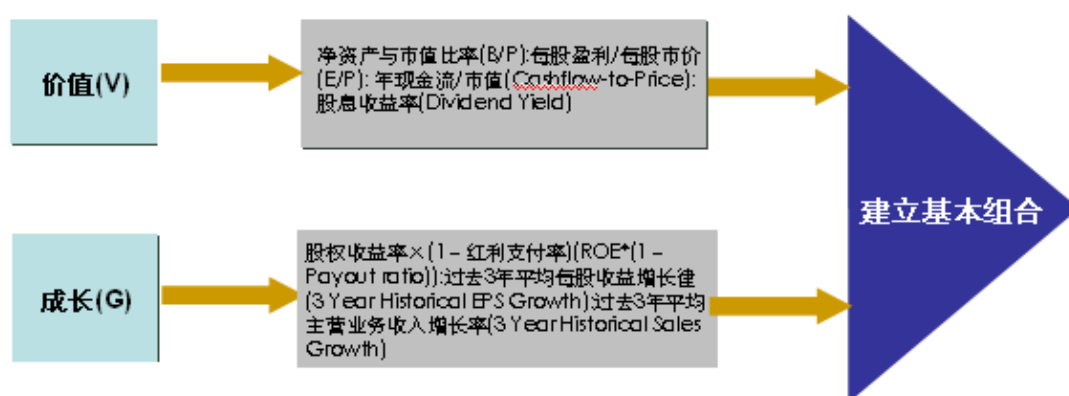 价值(V)
净资产与市值比率(B/P):每股盈利/每股市价
(E/P): 年现金流/市值(Cashflow-to-Price):
股息收益率(Dividend Yield)
建立基本组合
成长(G)
股权收益率×(1–红利支付率)(ROE*(1–
Payout ratio)):过去3年平均每股收益增长律
(3 Year Historical EPS Growth):过去3年平均
主营业务收入增长率(3 Year Historical Sales
Growth)